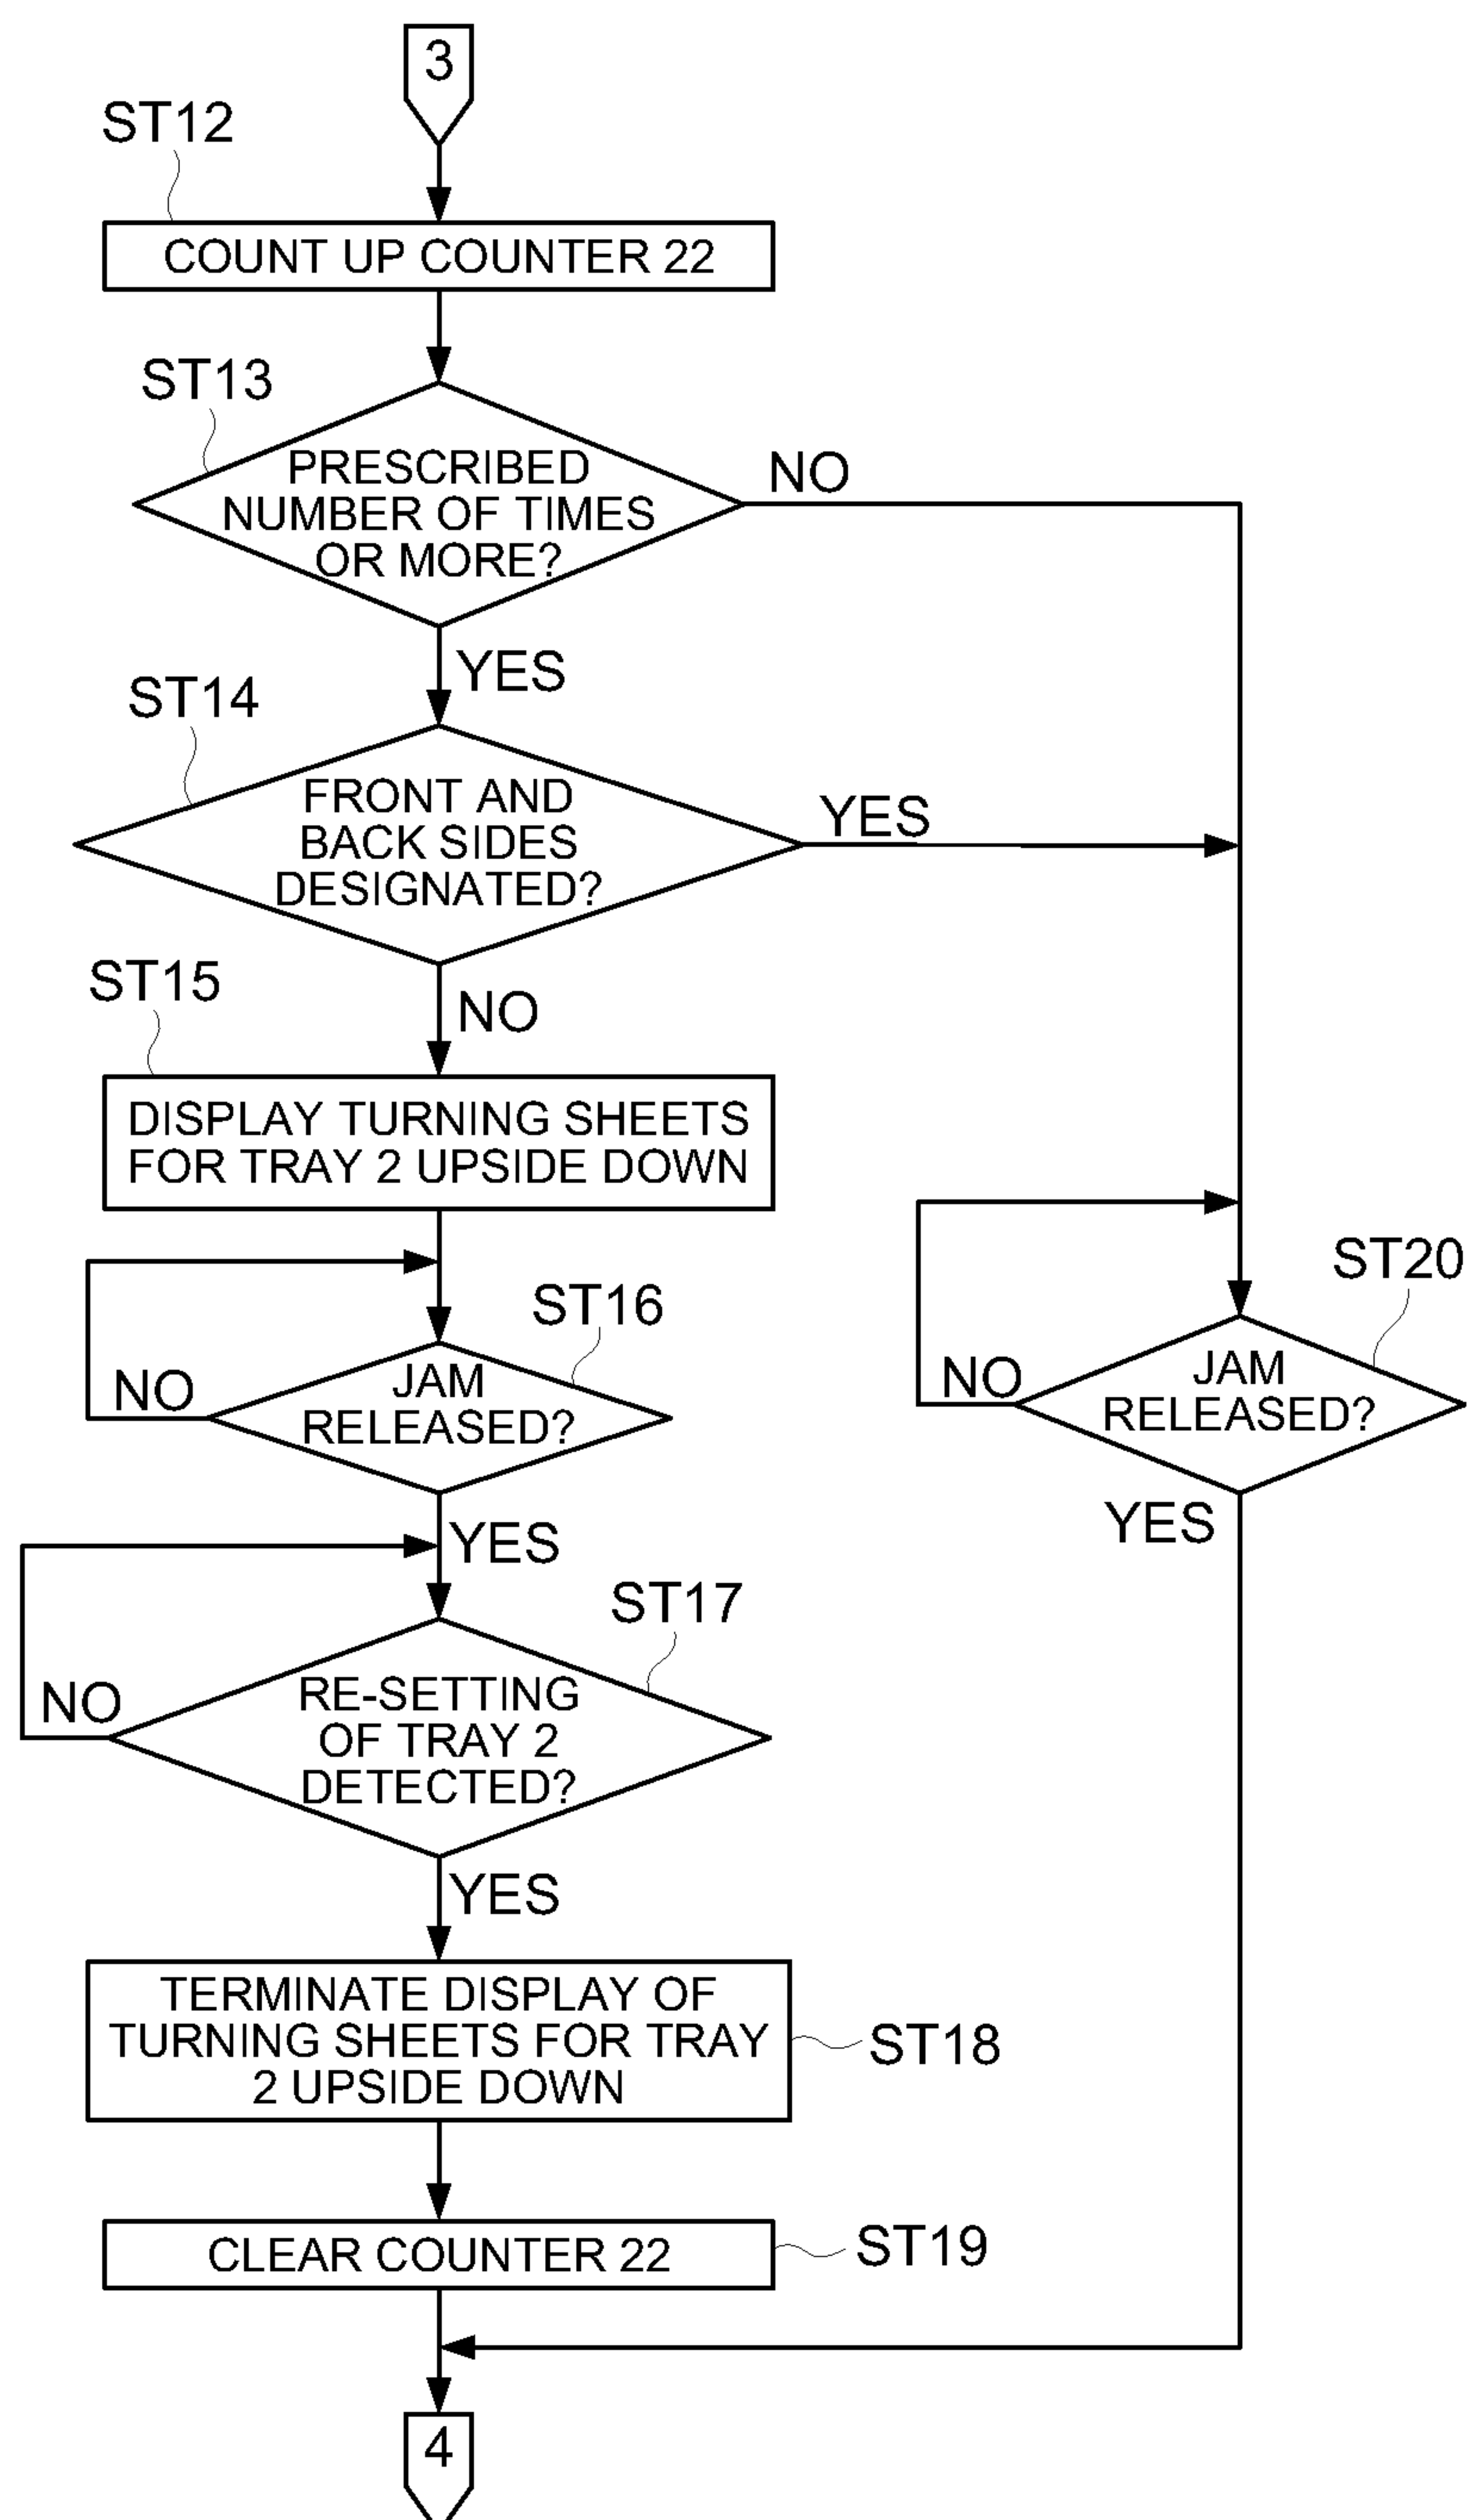 3
ST12
COUNT UP COUNTER 22
ST13
PRESCRIBED
NUMBER OF TIMES
OR MORE?
NO
YES
ST14
FRONT AND
BACK SIDES
DESIGNATED?
YES
NO
ST15
DISPLAY TURNING SHEETS
FOR TRAY 2 UPSIDE DOWN
ST16
JAM
RELEASED?
NO
YES
ST20
JAM
RELEASED?
NO
YES
ST17
RE-SETTING
OF TRAY 2
DETECTED?
NO
YES
TERMINATE DISPLAY OF
TURNING SHEETS FOR TRAY
2 UPSIDE DOWN
ST18
CLEAR COUNTER 22
ST19
4